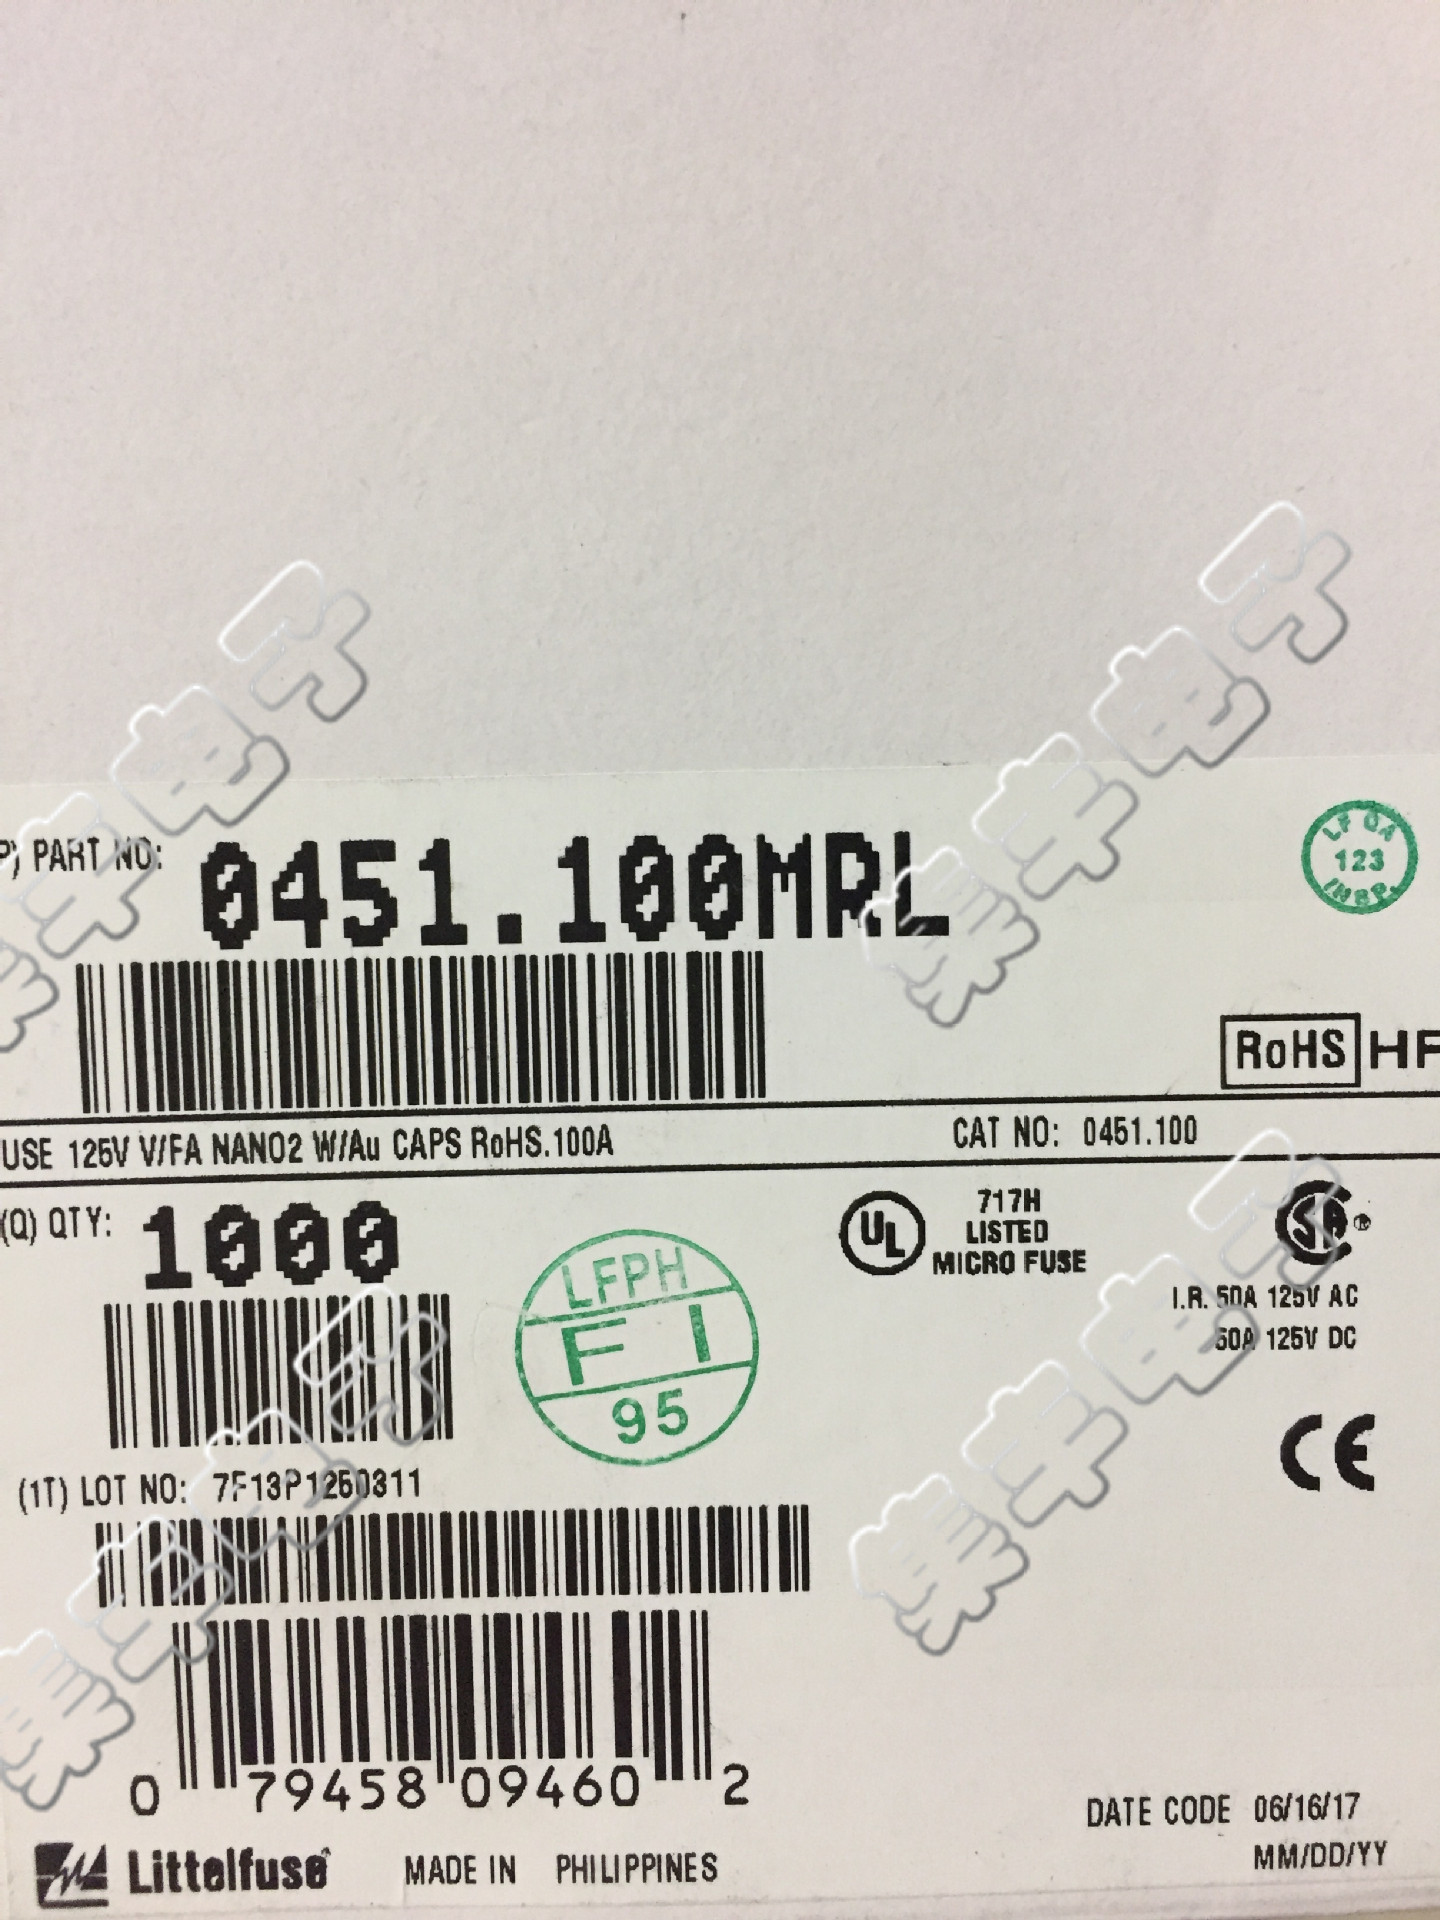 P) PART NO: 0451.100MRL
LF QA
123
INSP.
RoHS HF
USE 125V V/FA NANO2 W/Au CAPS RoHS.100A CAT NO: 0451.100
(Q) QTY: 1000
LFPH
F I
95
UL 717H
LISTED
MICRO FUSE
SA ®
I.R. 50A 125V AC
50A 125V DC
CE
(1T) LOT NO: 7F13P1250311
0 79458 09460 2
DATE CODE 06/16/17
MM/DD/YY
Littelfuse MADE IN PHILIPPINES